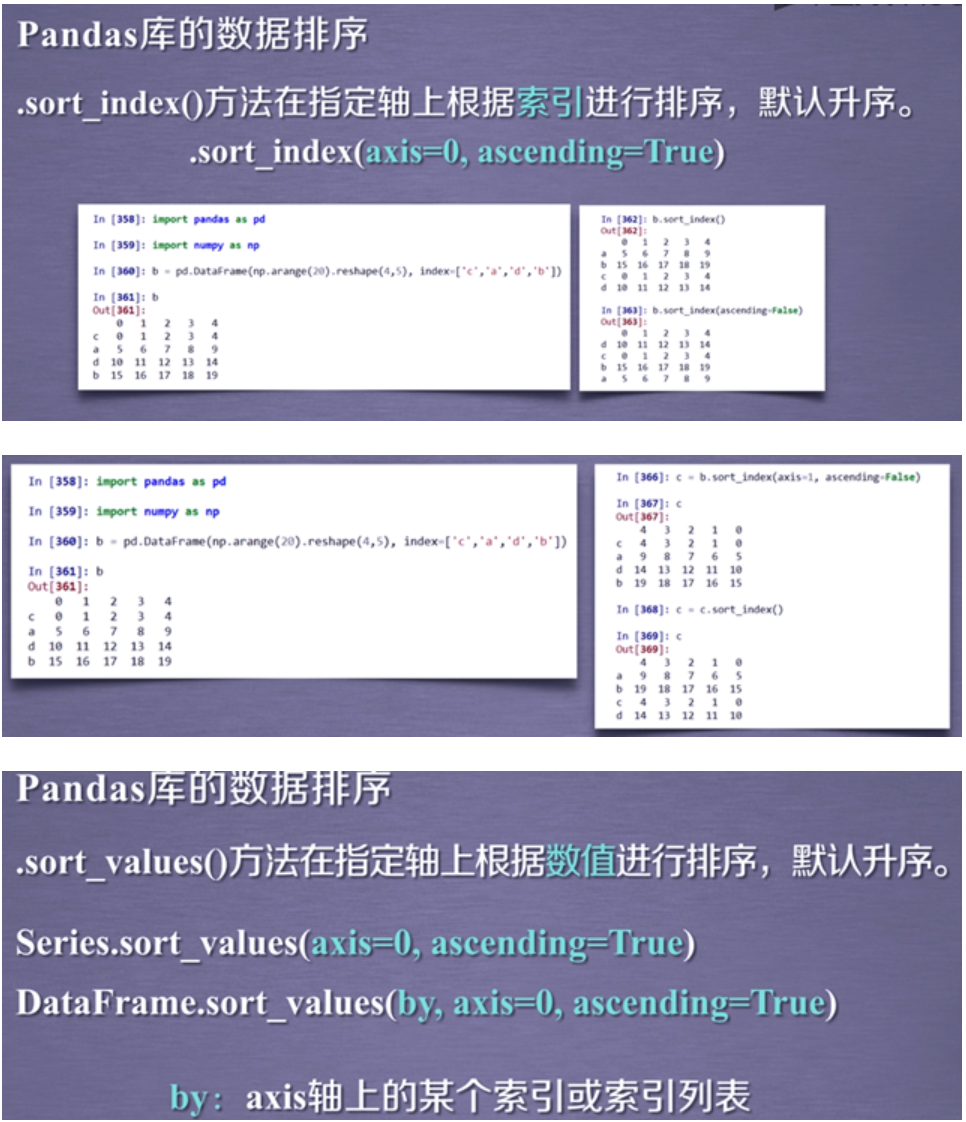 Pandas库的数据排序
.sort_index()方法在指定轴上根据索引进行排序，默认升序。
.sort_index(axis=0, ascending=True)
In [358]: import pandas as pd
In [359]: import numpy as np
In [360]: b = pd.DataFrame(np.arange(20).reshape(4,5), index=['c','a','d','b'])
In [361]: b
Out[361]:
0 1 2 3 4
c 0 1 2 3 4
a 5 6 7 8 9
d 10 11 12 13 14
b 15 16 17 18 19
In [362]: b.sort_index()
Out[362]:
0 1 2 3 4
a 5 6 7 8 9
b 15 16 17 18 19
c 0 1 2 3 4
d 10 11 12 13 14
In [363]: b.sort_index(ascending=False)
Out[363]:
0 1 2 3 4
d 10 11 12 13 14
c 0 1 2 3 4
b 15 16 17 18 19
a 5 6 7 8 9
In [358]: import pandas as pd
In [359]: import numpy as np
In [360]: b = pd.DataFrame(np.arange(20).reshape(4,5), index=['c','a','d','b'])
In [361]: b
Out[361]:
0 1 2 3 4
c 0 1 2 3 4
a 5 6 7 8 9
d 10 11 12 13 14
b 15 16 17 18 19
In [366]: c = b.sort_index(axis=1, ascending=False)
In [367]: c
Out[367]:
4 3 2 1 0
c 4 3 2 1 0
a 9 8 7 6 5
d 14 13 12 11 10
b 19 18 17 16 15
In [368]: c = c.sort_index()
In [369]: c
Out[369]:
4 3 2 1 0
a 9 8 7 6 5
b 19 18 17 16 15
c 4 3 2 1 0
d 14 13 12 11 10
Pandas库的数据排序
.sort_values()方法在指定轴上根据数值进行排序，默认升序。
Series.sort_values(axis=0, ascending=True)
DataFrame.sort_values(by, axis=0, ascending=True)
by：axis轴上的某个索引或索引列表